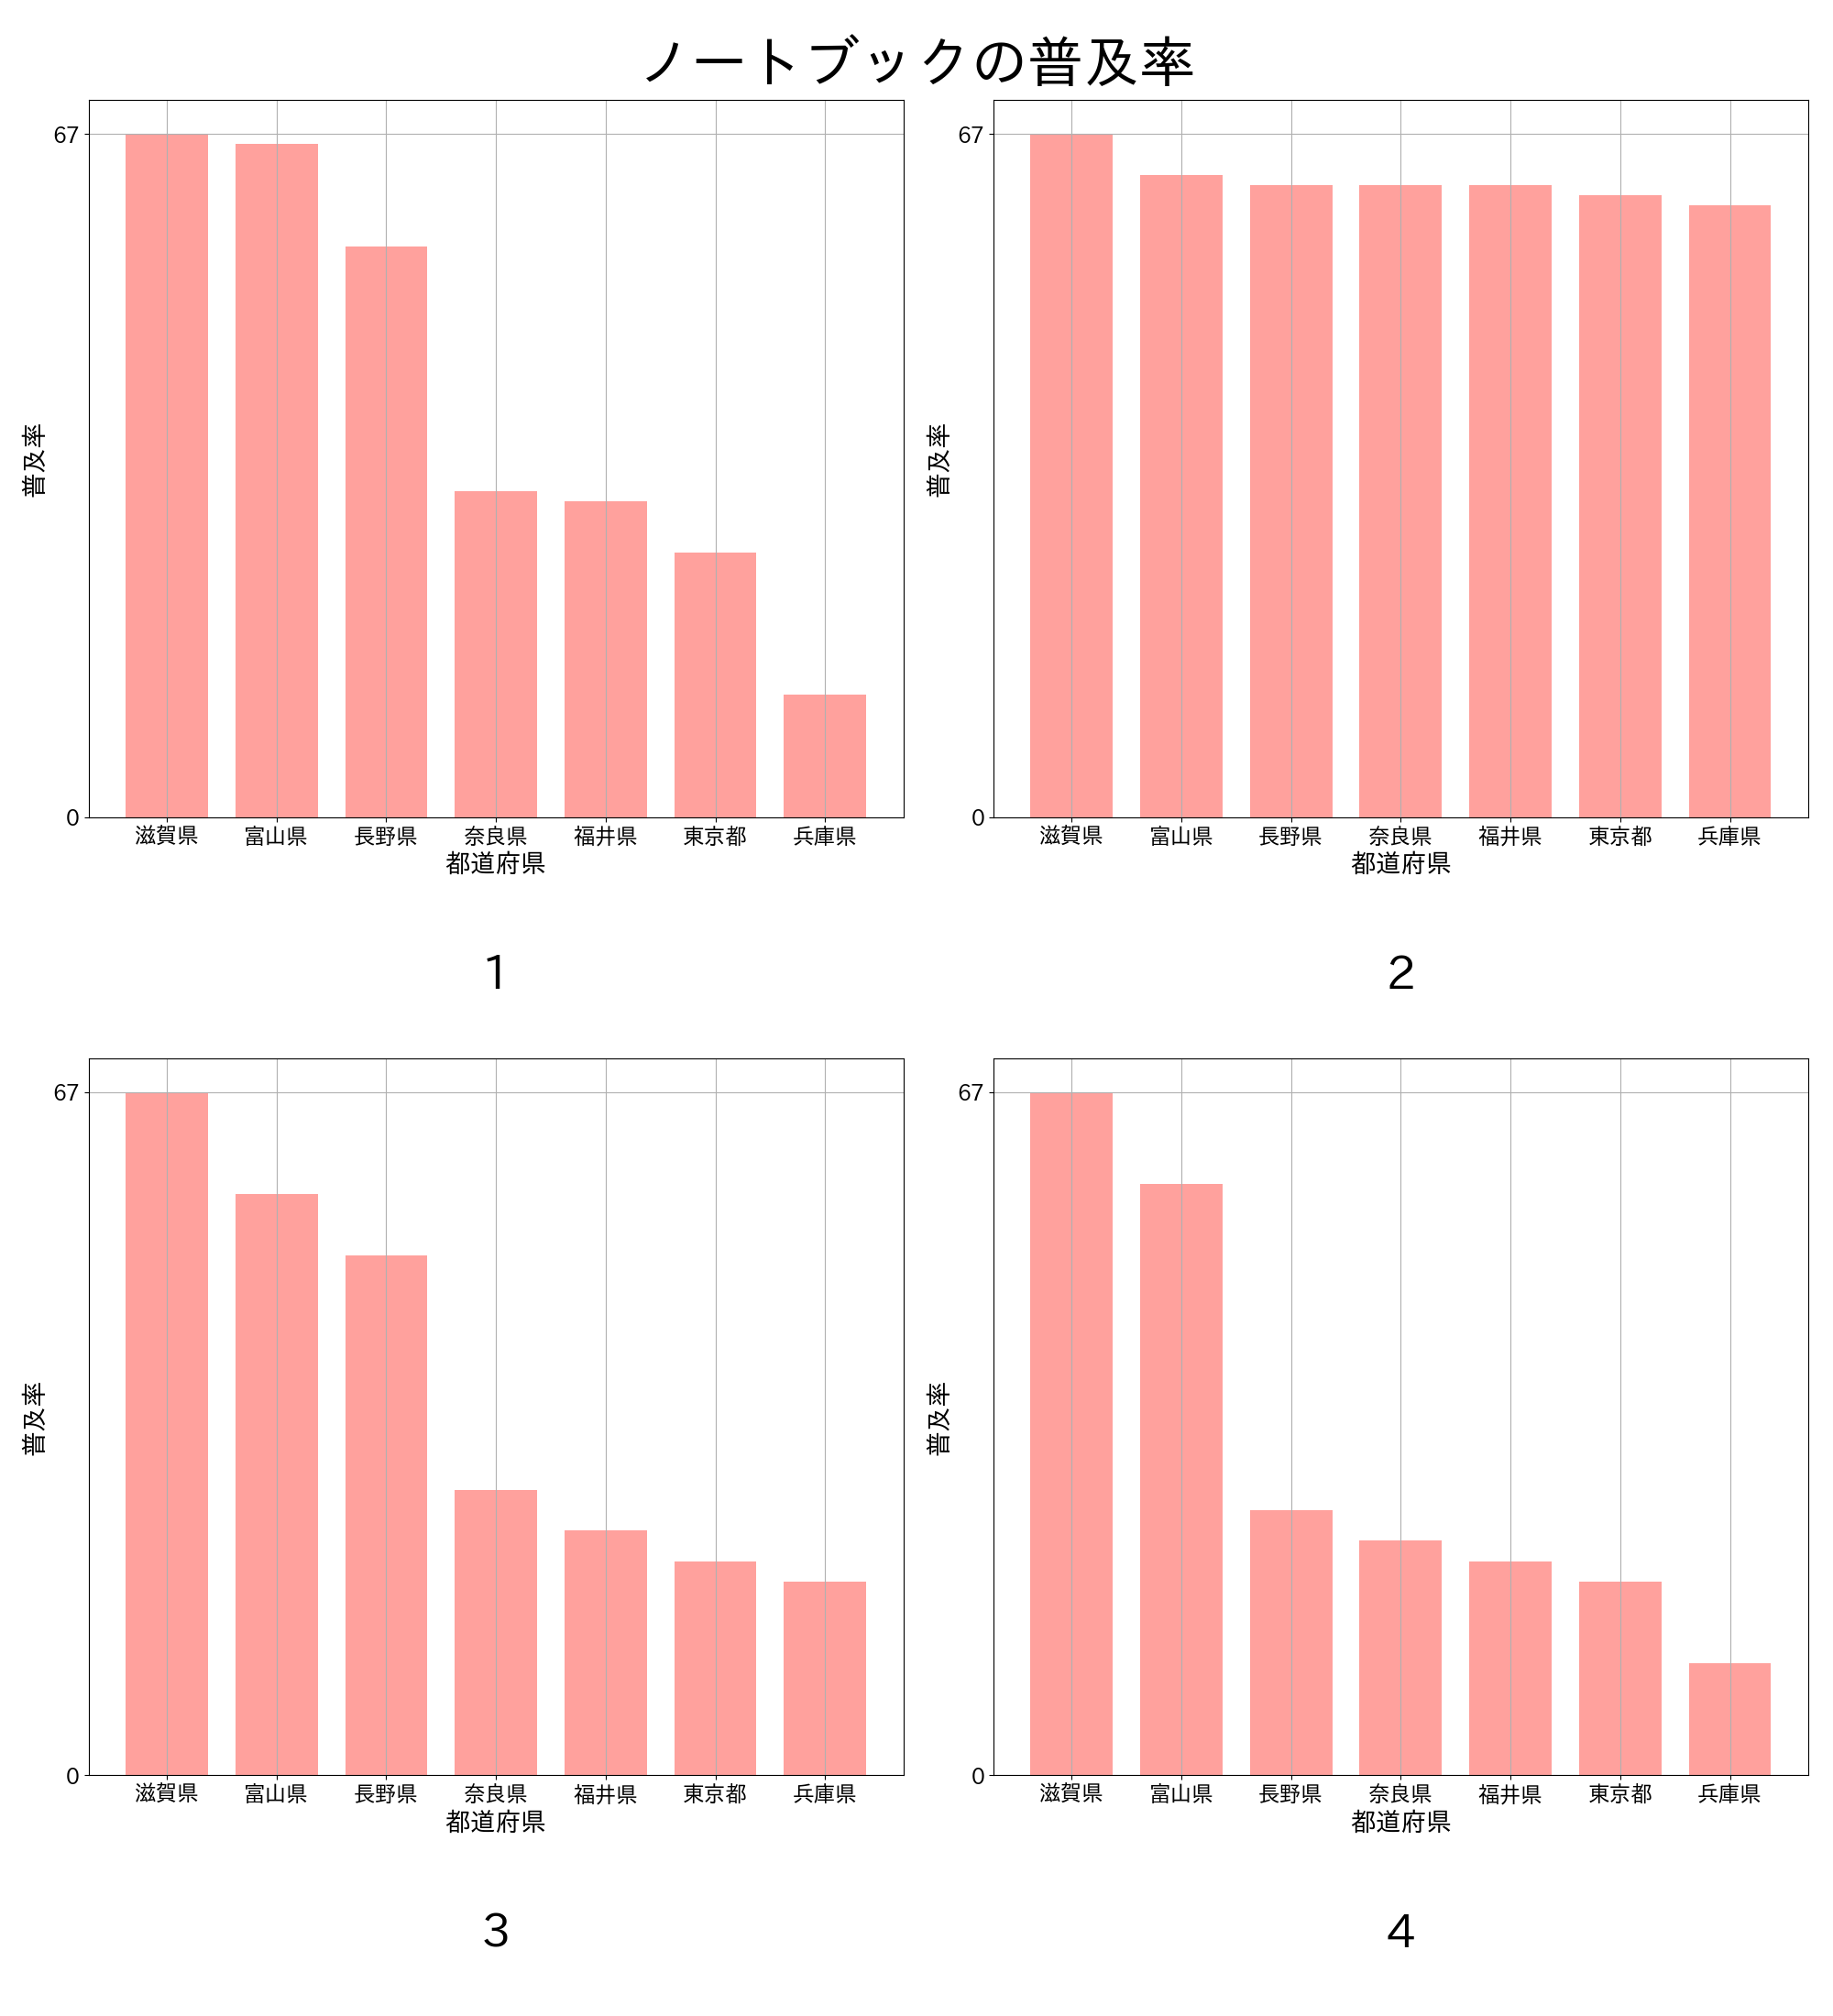 ノートブックの普及率
67
0
普及率
滋賀県 富山県 長野県 奈良県 福井県 東京都 兵庫県
都道府県
1
67
0
普及率
滋賀県 富山県 長野県 奈良県 福井県 東京都 兵庫県
都道府県
2
67
0
普及率
滋賀県 富山県 長野県 奈良県 福井県 東京都 兵庫県
都道府県
3
67
0
普及率
滋賀県 富山県 長野県 奈良県 福井県 東京都 兵庫県
都道府県
4